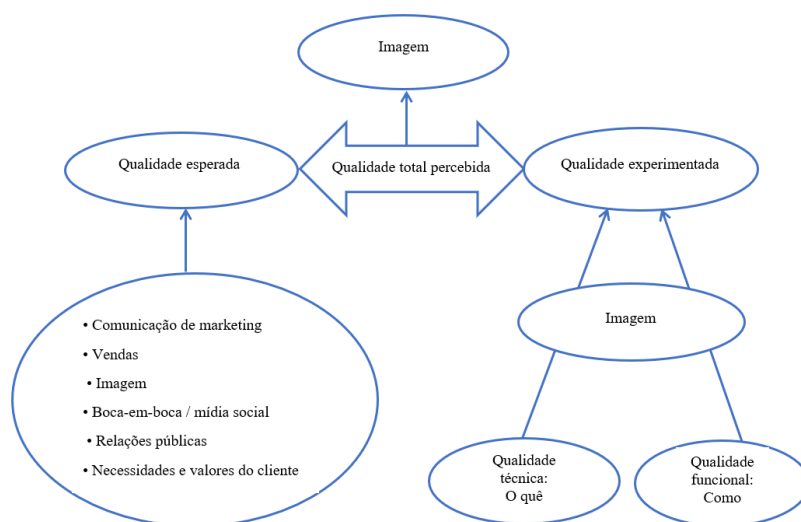 Imagem
Qualidade esperada
Qualidade total percebida
Qualidade experimentada
• Comunicação de marketing
• Vendas
• Imagem
• Boca-em-boca / mídia social
• Relações públicas
• Necessidades e valores do cliente
Imagem
Qualidade
técnica:
O quê
Qualidade
funcional:
Como